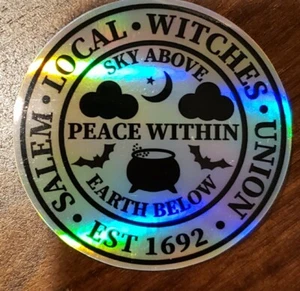 SALEM · LOCAL · WITCHES · UNION
· EST 1692 ·
SKY ABOVE
PEACE WITHIN
EARTH BELOW